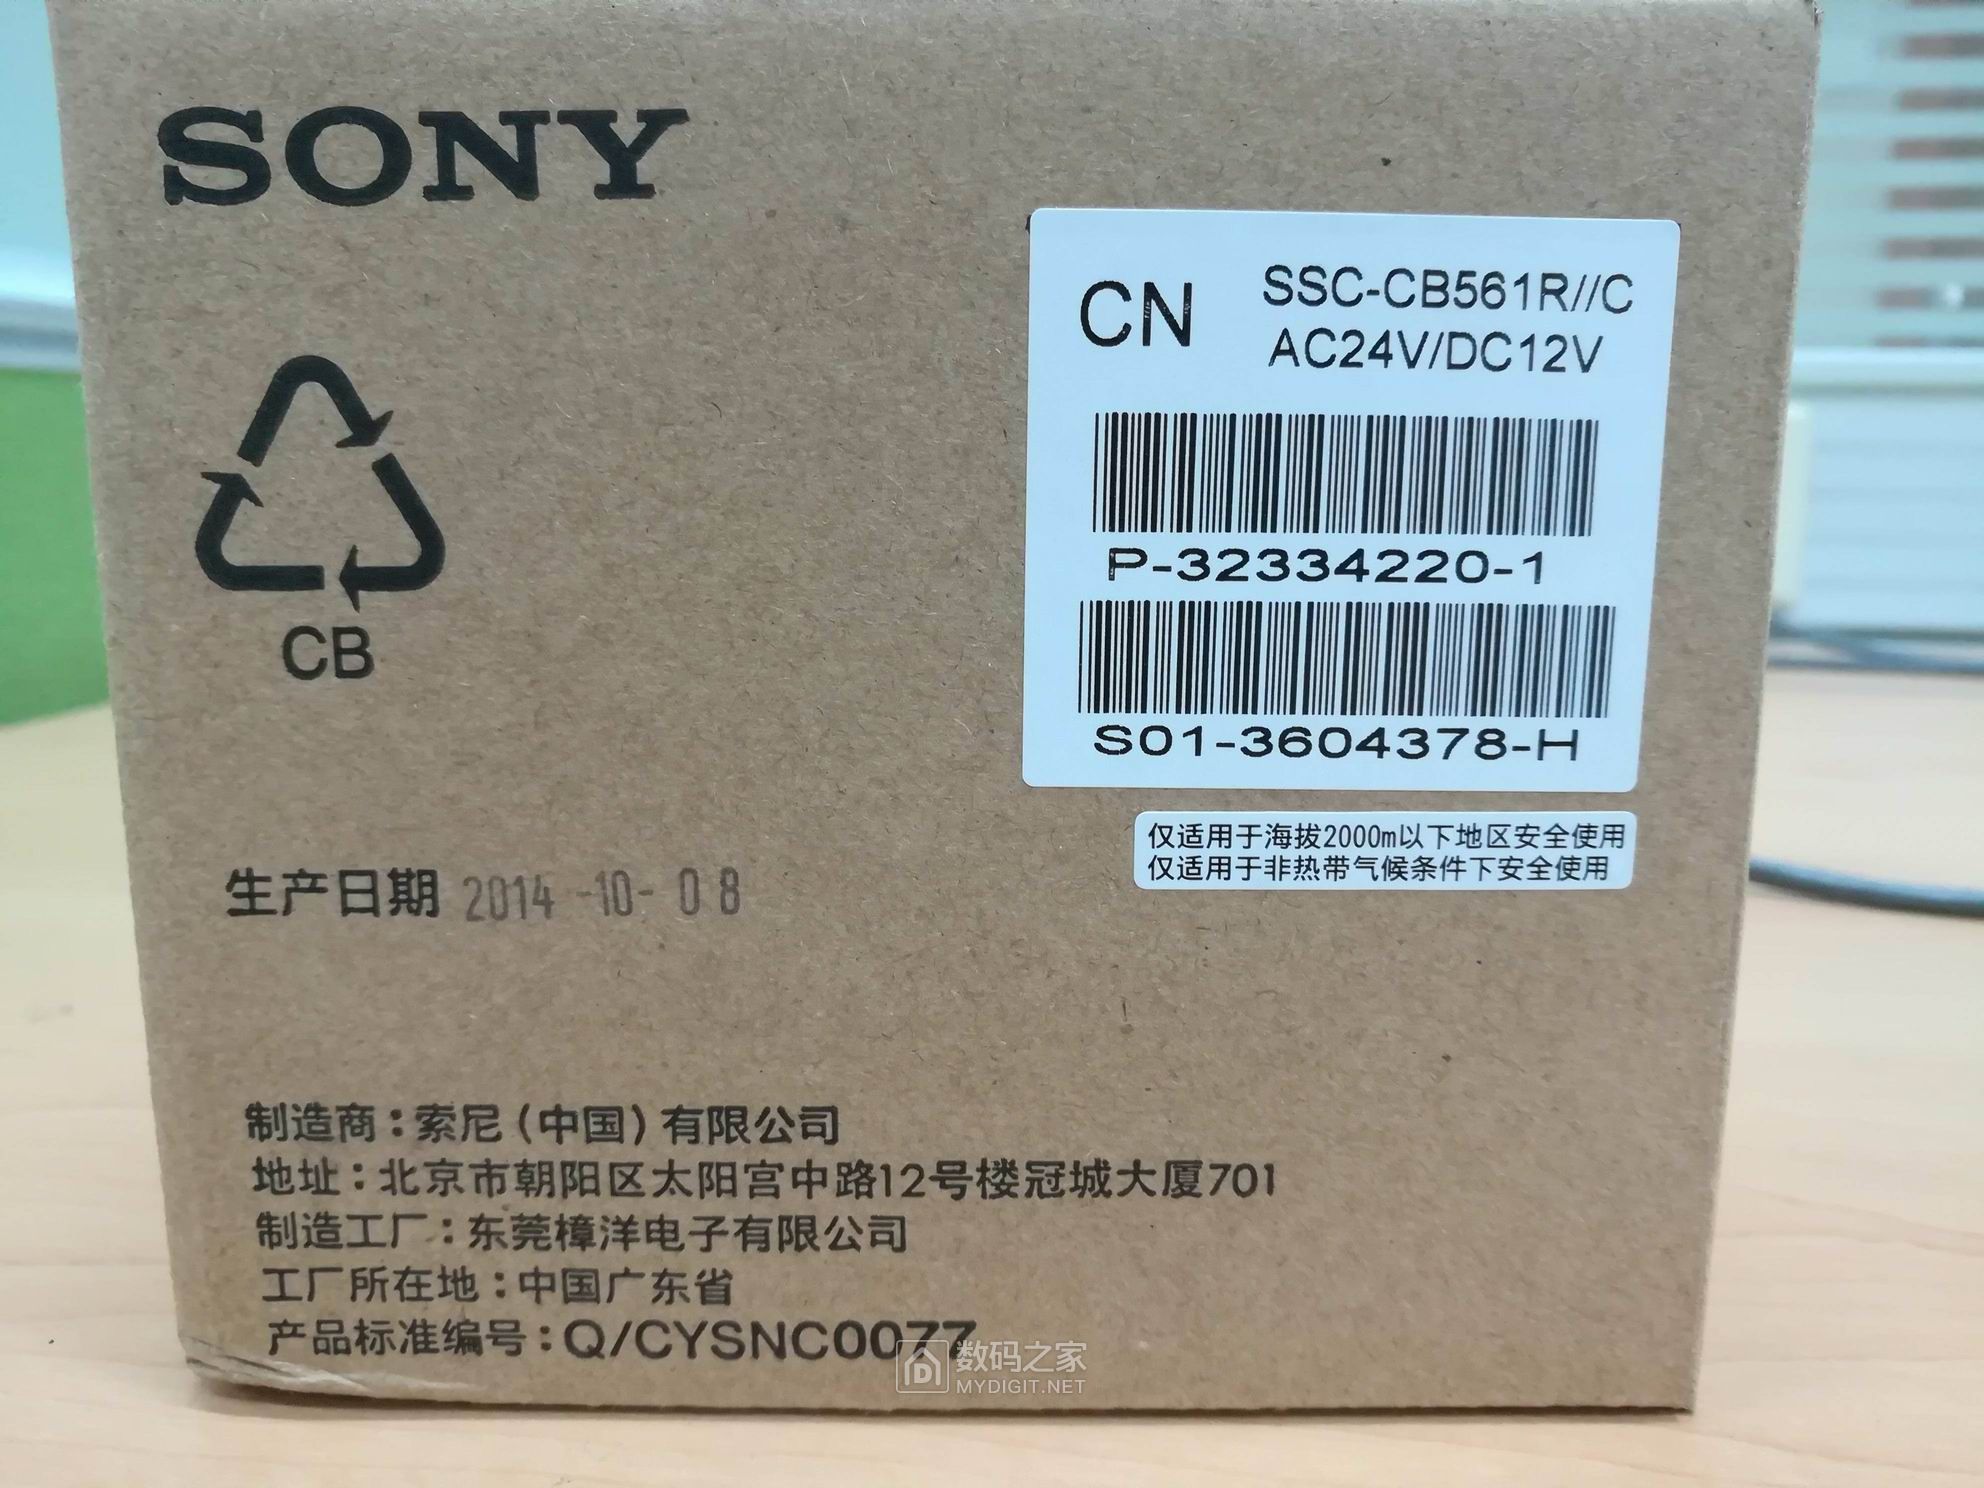 SONY
CN
SSC-CB561R//C
AC24V/DC12V
P-32334220-1
S01-3604378-H
CB
仅适用于海拔2000m以下地区安全使用
仅适用于非热带气候条件下安全使用
生产日期 2014-10-08
制造商：索尼（中国）有限公司
地址：北京市朝阳区太阳宫中路12号楼冠城大厦701
制造工厂：东莞樟洋电子有限公司
工厂所在地：中国广东省
产品标准编号：Q/CYSNC0077
数码之家
MYDIGIT.NET